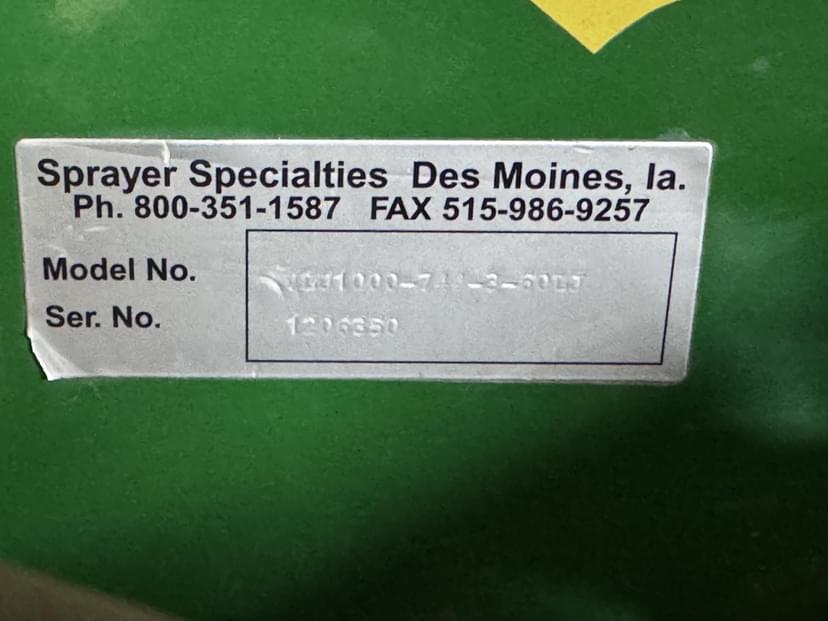 Sprayer Specialties Des Moines, Ia.
Ph. 800-351-1587 FAX 515-986-9257
Model No.
Ser. No. 1206350